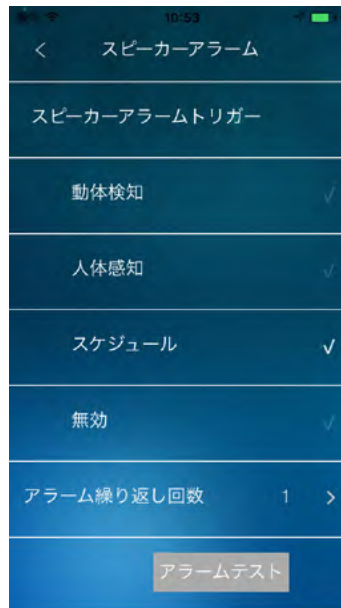 10:53
< スピーカーアラーム
スピーカーアラームトリガー
動体検知 √
人体感知 √
スケジュール √
無効 √
アラーム繰り返し回数 1 >
アラームテスト